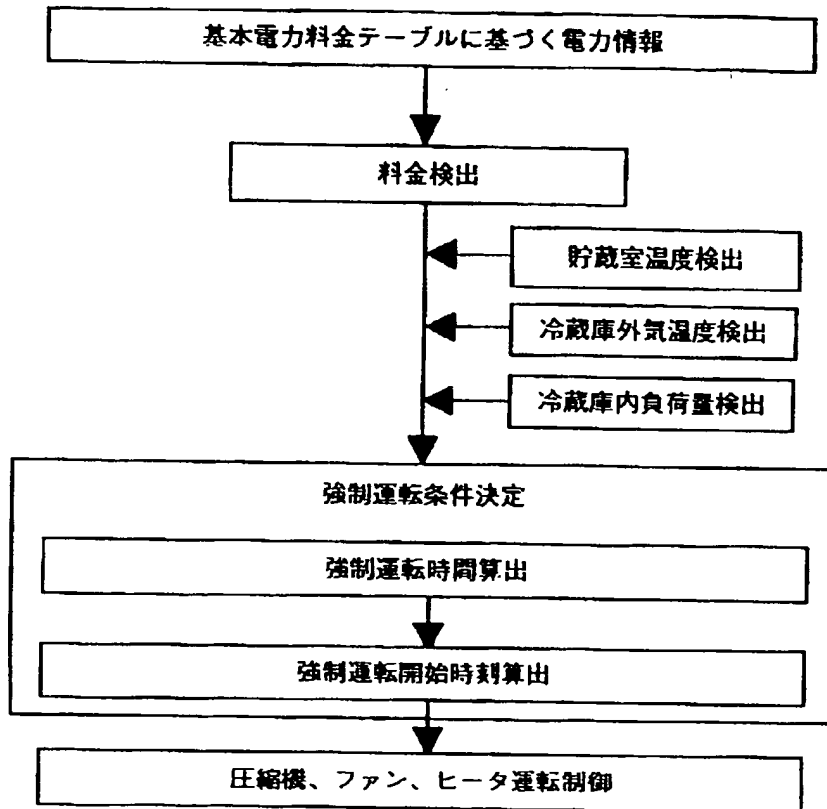 基本電力料金テーブルに基づく電力情報
料金検出
貯蔵室温度検出
冷蔵庫外気温度検出
冷蔵庫内負荷量検出
強制運転条件決定
強制運転時間算出
強制運転開始時刻算出
圧縮機、ファン、ヒータ運転制御